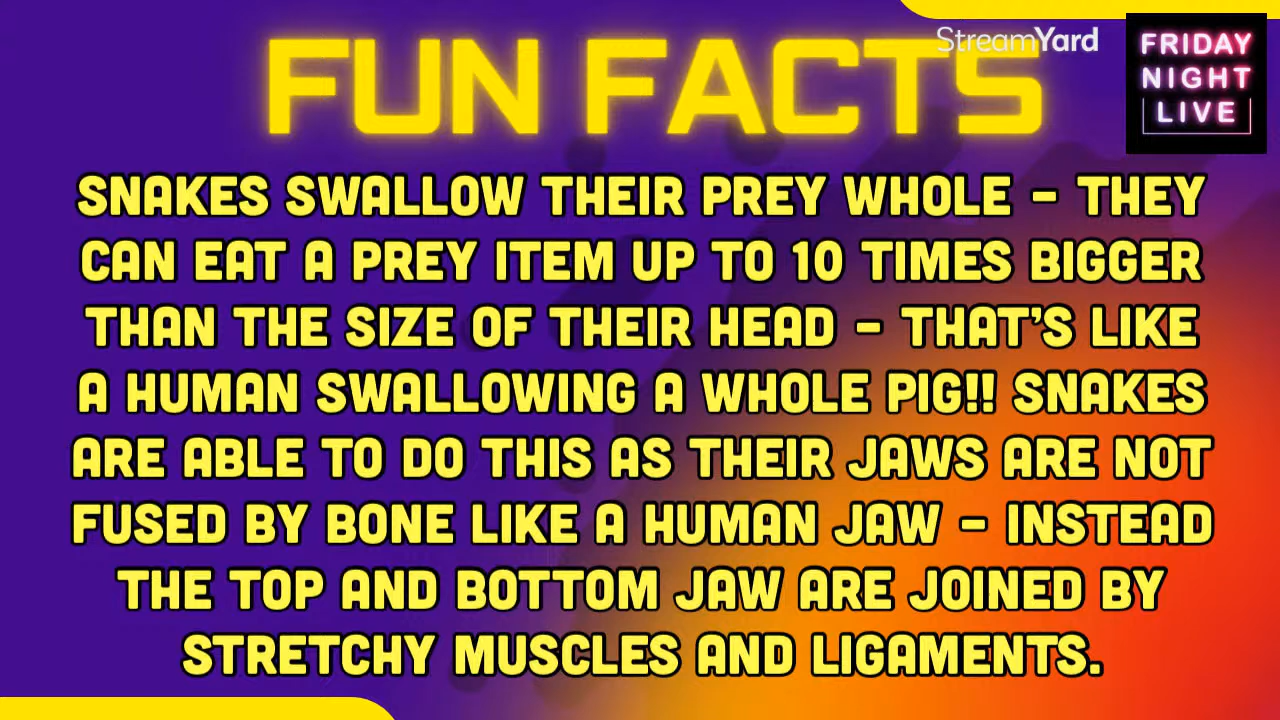 FUN FACTS
StreamYard
FRIDAY
NIGHT
LIVE
SNAKES SWALLOW THEIR PREY WHOLE – THEY
CAN EAT A PREY ITEM UP TO 10 TIMES BIGGER
THAN THE SIZE OF THEIR HEAD – THAT'S LIKE
A HUMAN SWALLOWING A WHOLE PIG!! SNAKES
ARE ABLE TO DO THIS AS THEIR JAWS ARE NOT
FUSED BY BONE LIKE A HUMAN JAW – INSTEAD
THE TOP AND BOTTOM JAW ARE JOINED BY
STRETCHY MUSCLES AND LIGAMENTS.